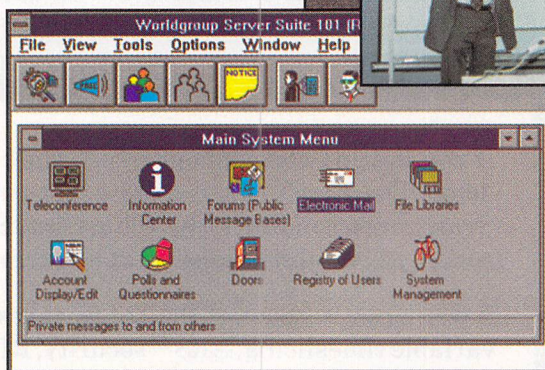 Worldgroup Server Suite 101 (R
File View Tools Options Window Help
PAGE NOTICE
Main System Menu
Teleconference Information Center Forums (Public Message Bases) Electronic Mail File Libraries
Account Display/Edit Polls and Questionnaires Doors Registry of Users System Management
Private messages to and from others